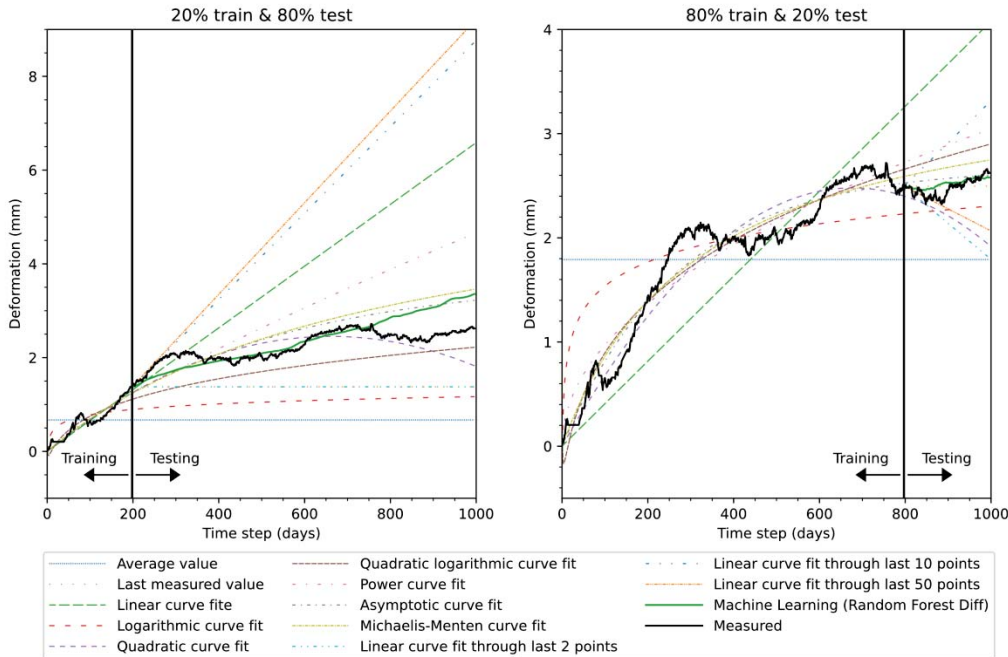 20% train & 80% test
80% train & 20% test
Deformation (mm)
8
6
4
2
0
Training
Testing
0
200
400
600
800
1000
Time step (days)
Deformation (mm)
4
3
2
1
0
Training
Testing
0
200
400
600
800
1000
Time step (days)
Average value
Last measured value
Linear curve fite
Logarithmic curve fit
Quadratic curve fit
Quadratic logarithmic curve fit
Power curve fit
Asymptotic curve fit
Michaelis-Menten curve fit
Linear curve fit through last 2 points
Linear curve fit through last 10 points
Linear curve fit through last 50 points
Machine Learning (Random Forest Diff)
Measured